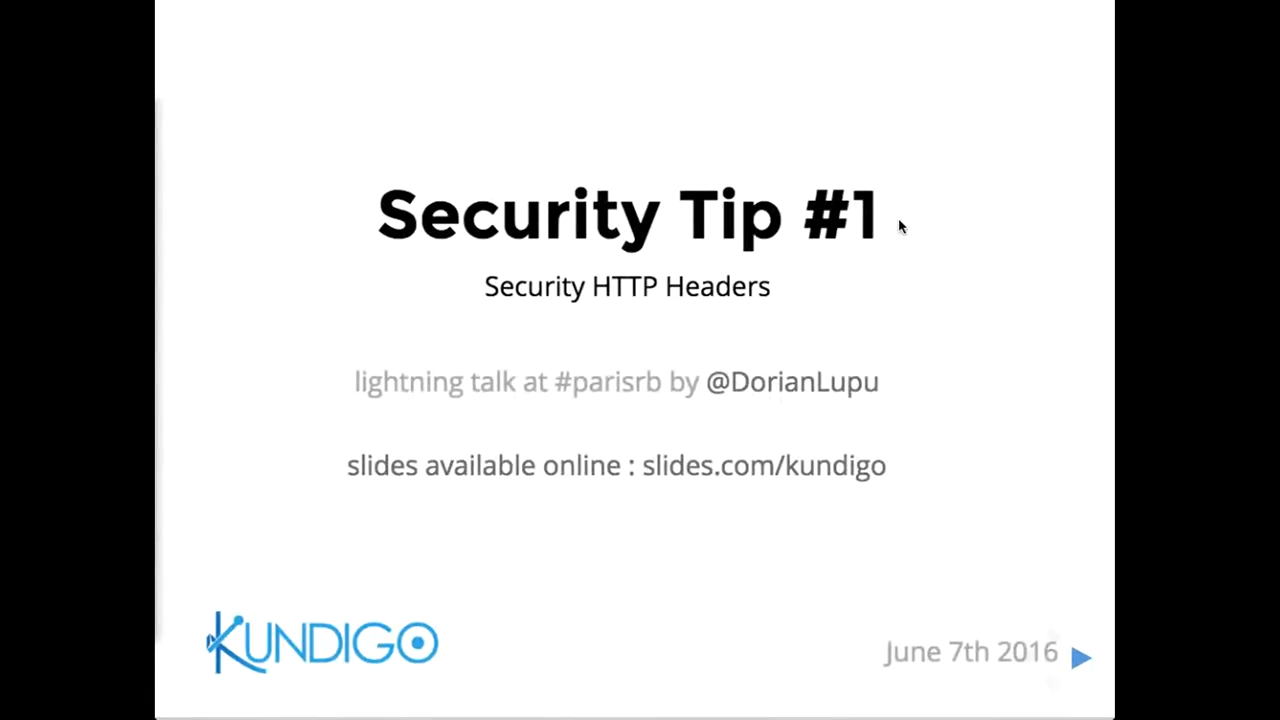 Security Tip #1
Security HTTP Headers
lightning talk at #parisrb by @DorianLupu
slides available online : slides.com/kundigo
KUNDIGO
June 7th 2016